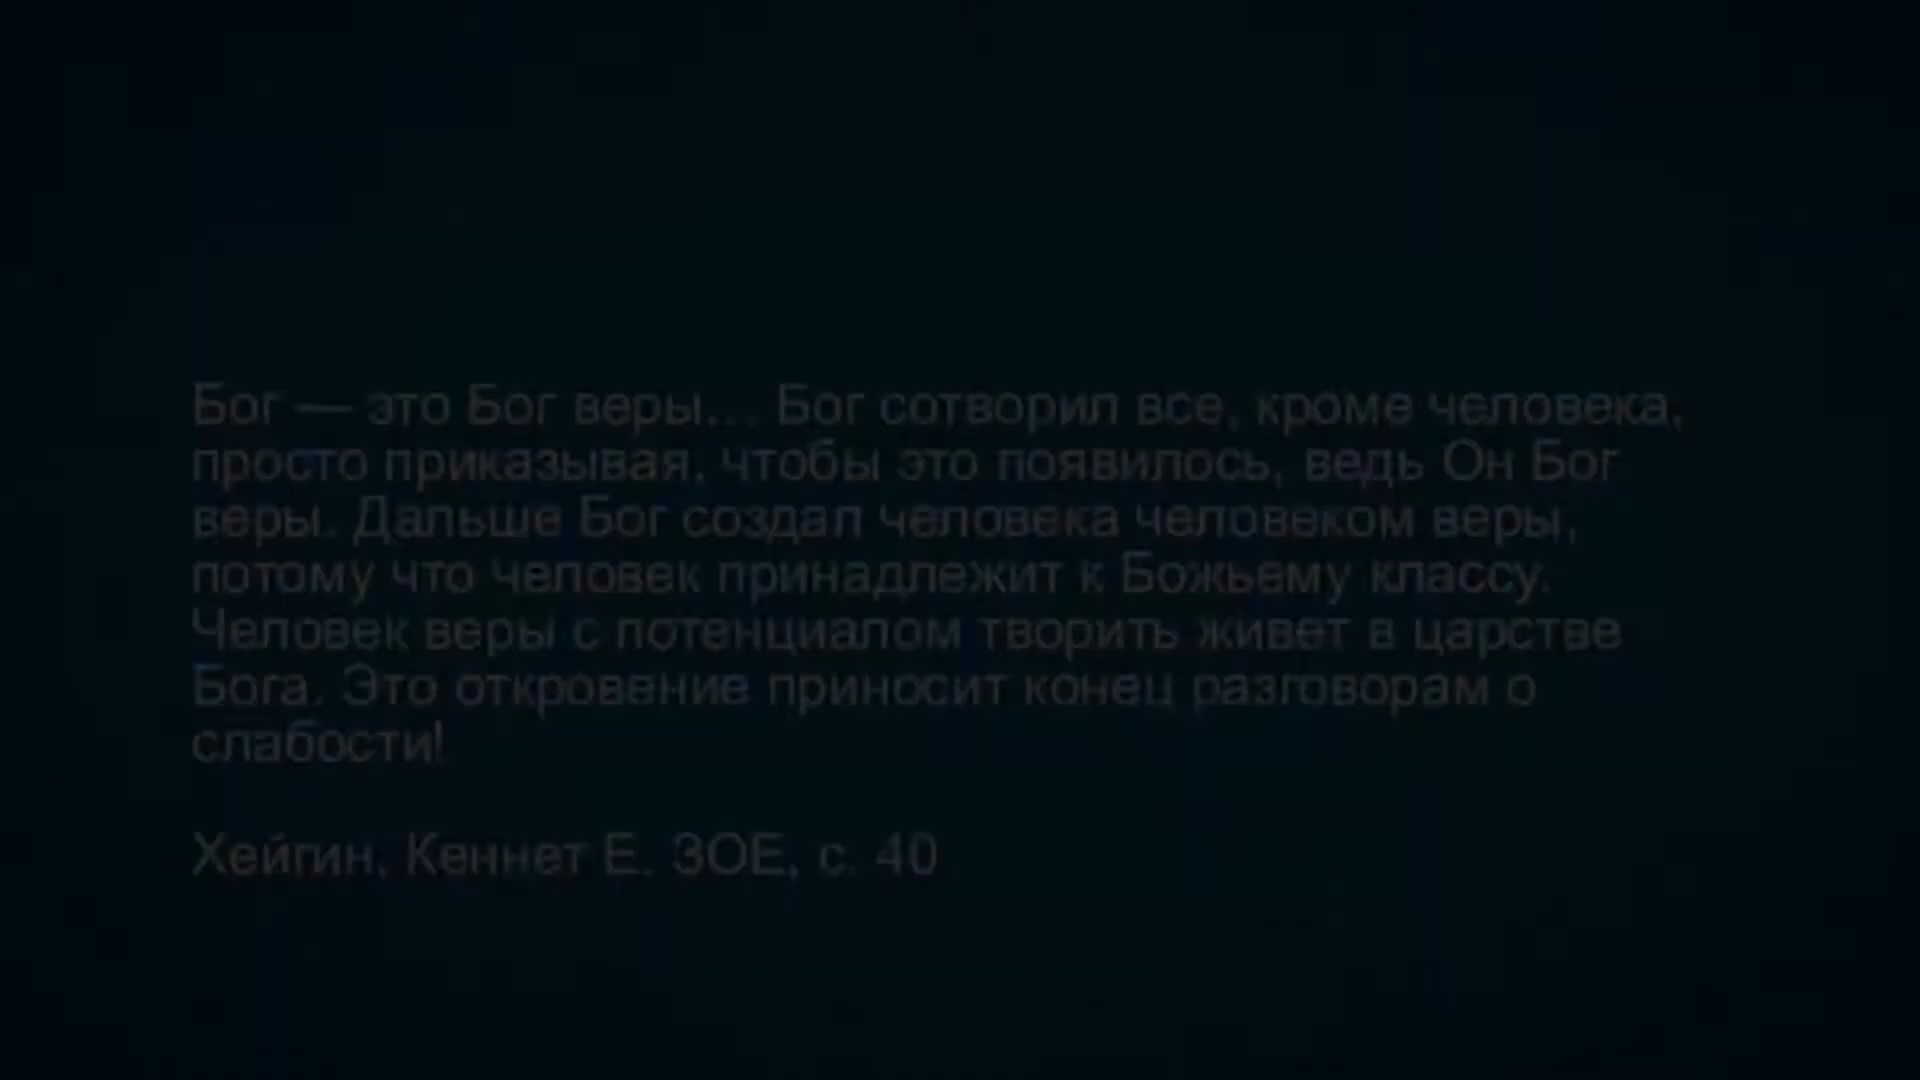 Бог — это Бог веры... Бог сотворил все, кроме человека,
просто приказывая, чтобы это появилось, ведь Он Бог
веры. Дальше Бог создал человека человеком веры,
потому что человек принадлежит к Божьему классу.
Человек веры с потенциалом творить живет в царстве
Бога. Это откровение приносит конец разговорам о
слабости!
Хейгин, Кеннет Е. ЗОЕ, с. 40